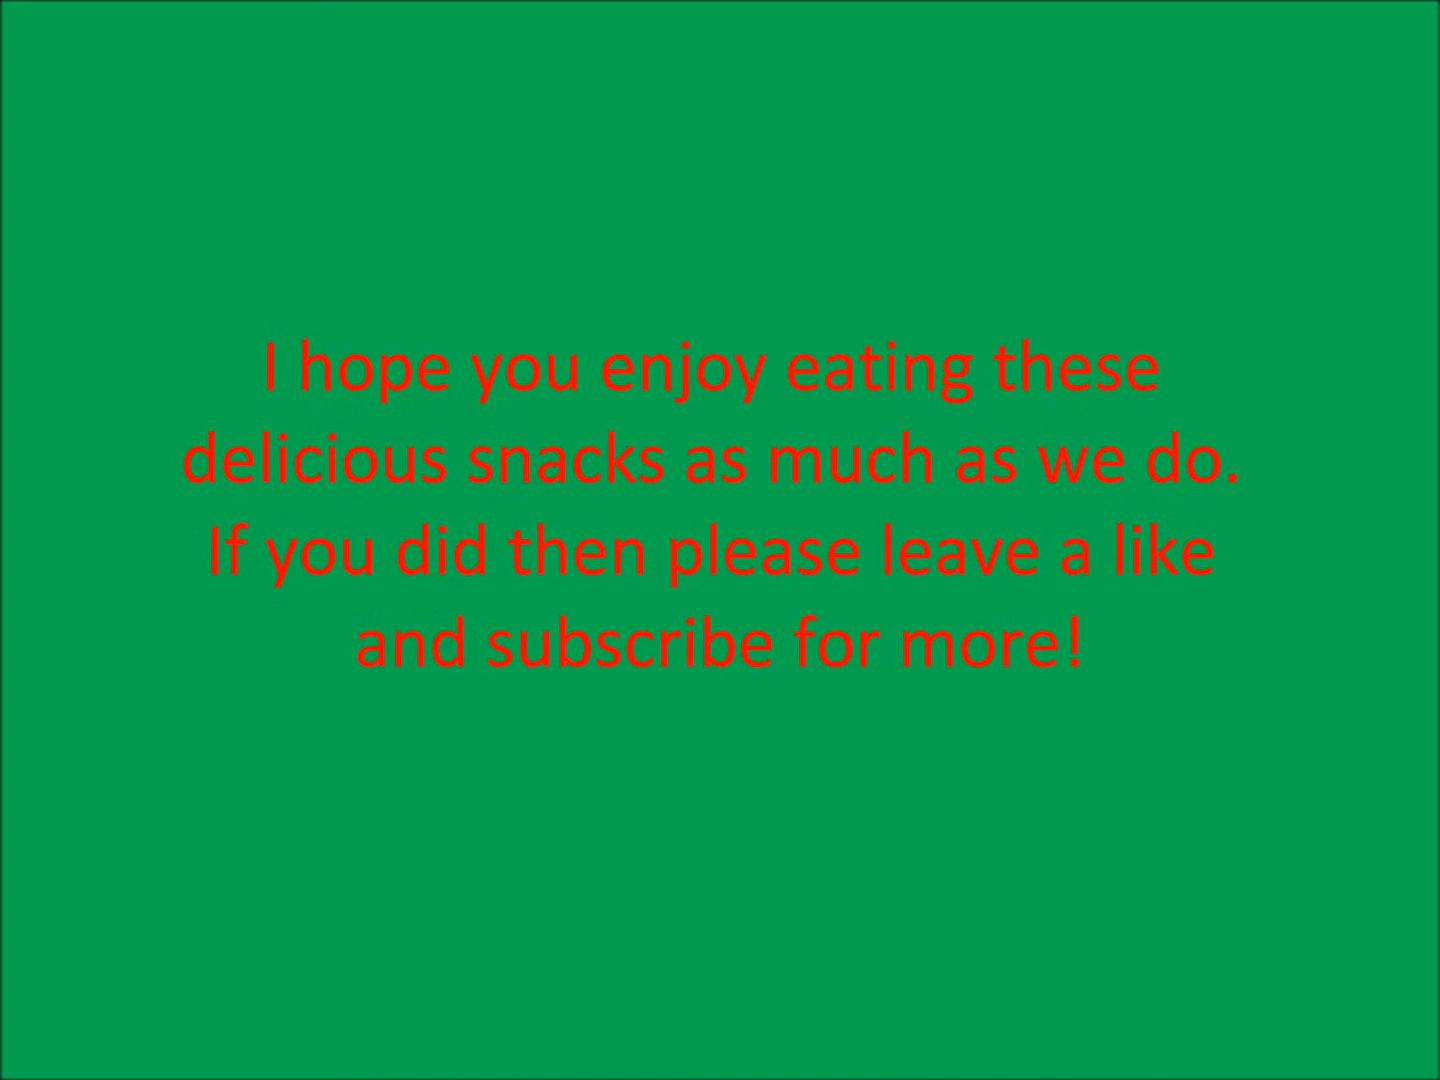 I hope you enjoy eating these
delicious snacks as much as we do.
If you did then please leave a like
and subscribe for more!